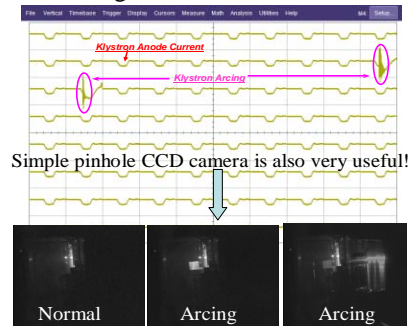 File Vertical Timebase Trigger Display Cursors Measure Math Analysis Utilities Help Setup...
Klystron Anode Current
Klystron Arcing
Simple pinhole CCD camera is also very useful!
Normal Arcing Arcing